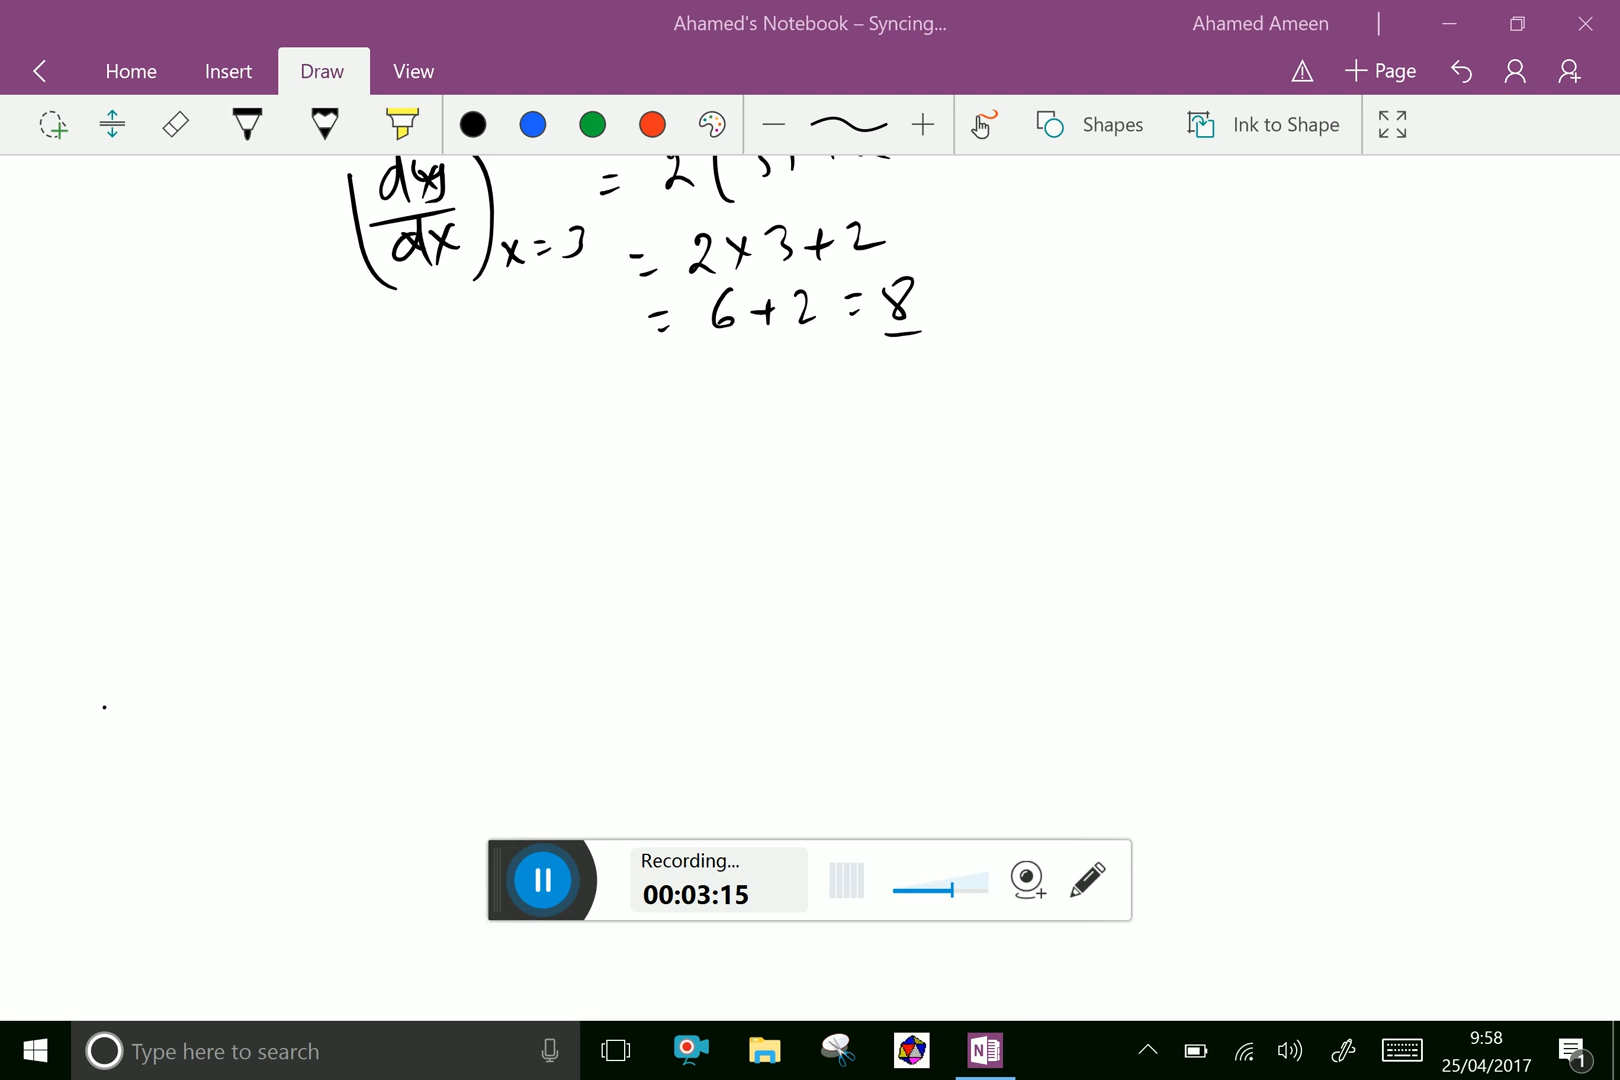 Ahamed's Notebook – Syncing... Ahamed Ameen
Home Insert Draw View + Page
Shapes Ink to Shape
= 2(
(dy/dx) x=3 = 2×3+2
= 6+2 = 8
Recording...
00:03:15
Type here to search
9:58
25/04/2017
1